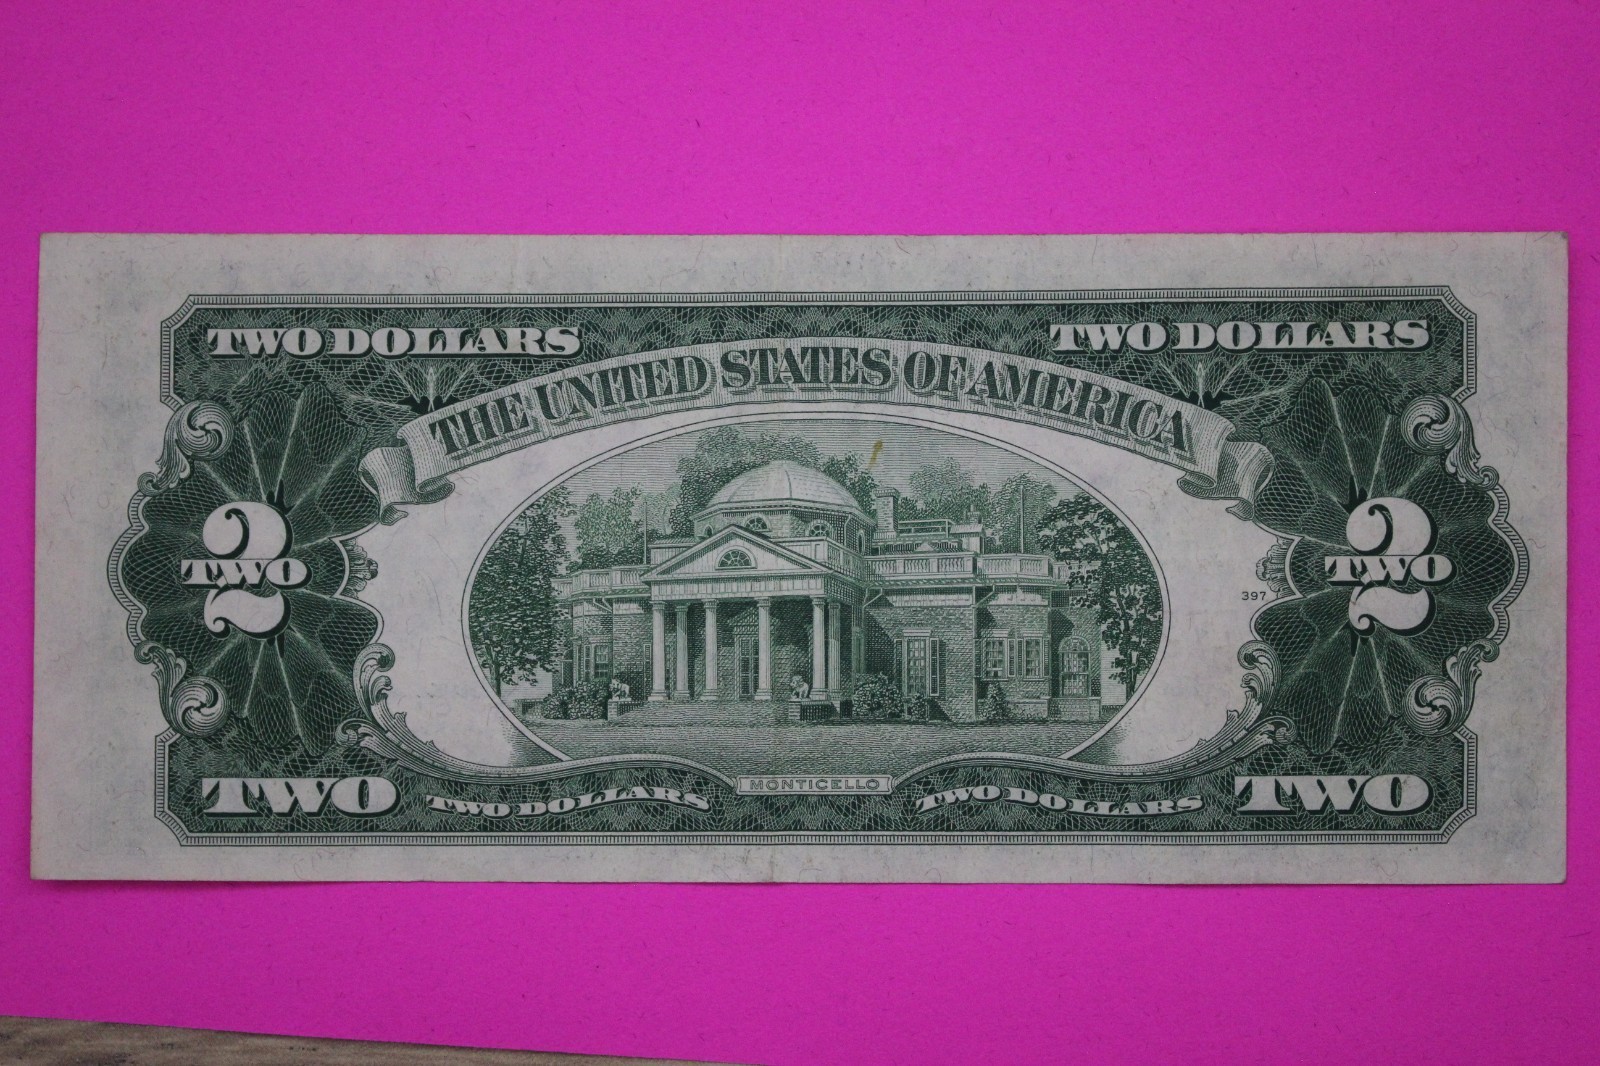 TWO DOLLARS TWO DOLLARS
THE UNITED STATES OF AMERICA
2 TWO 2 TWO
397
MONTICELLO
TWO TWO DOLLARS TWO DOLLARS TWO